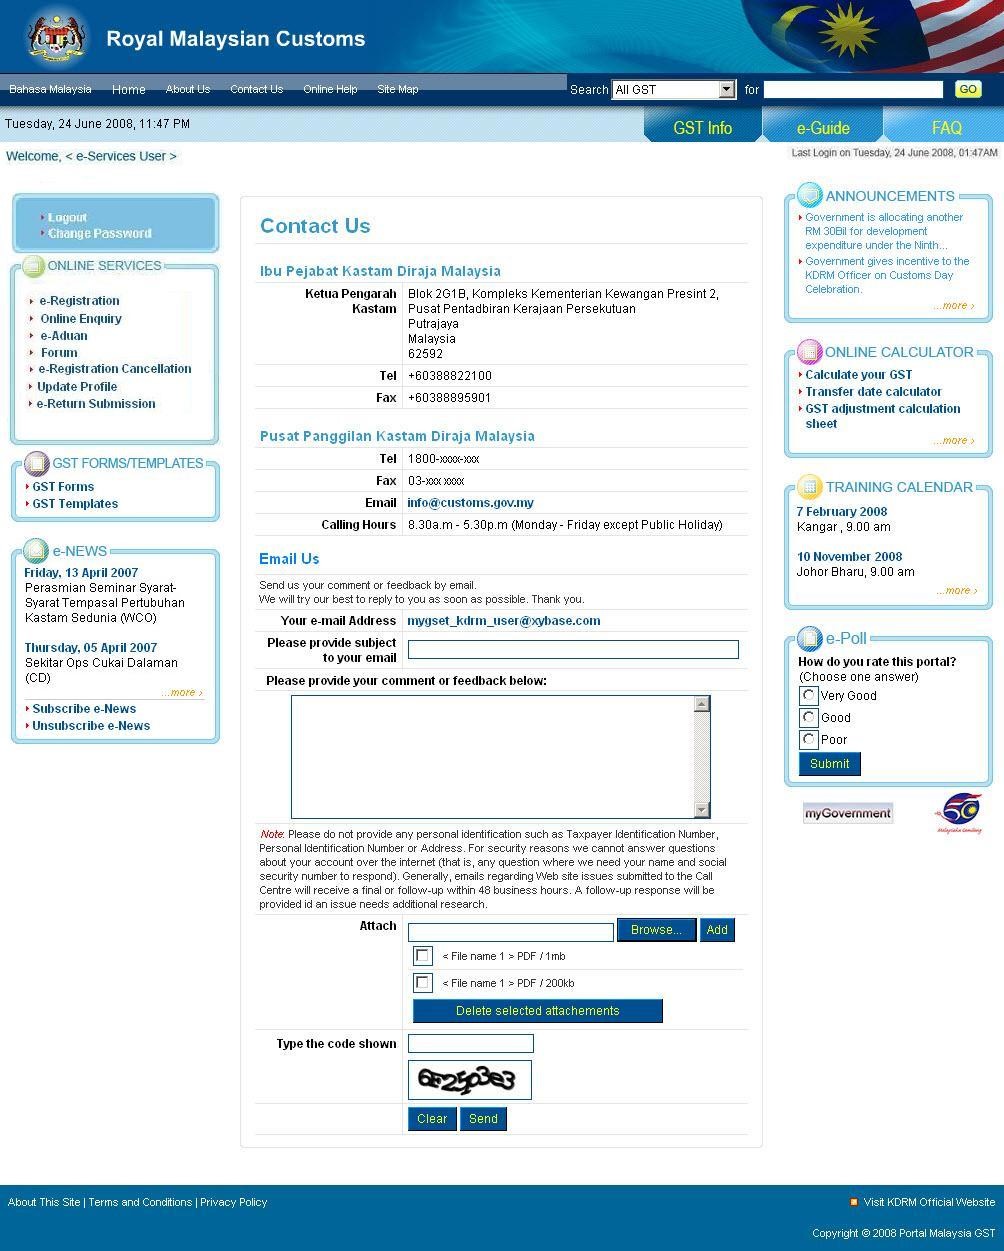 Royal Malaysian Customs
Bahasa Malaysia Home About Us Contact Us Online Help Site Map
Search All GST for GO
Tuesday, 24 June 2008, 11:47 PM
GST Info e-Guide FAQ
Welcome, < e-Services User >
Last Login on Tuesday, 24 June 2008, 01:47AM
Logout
Change Password
ONLINE SERVICES
e-Registration
Online Enquiry
e-Aduan
Forum
e-Registration Cancellation
Update Profile
e-Return Submission
GST FORMS/TEMPLATES
GST Forms
GST Templates
e-NEWS
Friday, 13 April 2007
Perasmian Seminar Syarat-
Syarat Tempasal Pertubuhan
Kastam Sedunia (WCO)
Thursday, 05 April 2007
Sekitar Ops Cukai Dalaman
(CD)
...more ›
Subscribe e-News
Unsubscribe e-News
Contact Us
Ibu Pejabat Kastam Diraja Malaysia
Ketua Pengarah
Kastam
Blok 2G1B, Kompleks Kementerian Kewangan Presint 2,
Pusat Pentadbiran Kerajaan Persekutuan
Putrajaya
Malaysia
62592
Tel +60388822100
Fax +60388895901
Pusat Panggilan Kastam Diraja Malaysia
Tel 1800-xxxx-xxx
Fax 03-xxx xxxx
Email info@customs.gov.my
Calling Hours 8.30a.m - 5.30p.m (Monday - Friday except Public Holiday)
Email Us
Send us your comment or feedback by email.
We will try our best to reply to you as soon as possible. Thank you.
Your e-mail Address mygset_kdrm_user@xybase.com
Please provide subject
to your email
Please provide your comment or feedback below:
Note: Please do not provide any personal identification such as Taxpayer Identification Number,
Personal Identification Number or Address. For security reasons we cannot answer questions
about your account over the internet (that is, any question where we need your name and social
security number to respond). Generally, emails regarding Web site issues submitted to the Call
Centre will receive a final or follow-up within 48 business hours. A follow-up response will be
provided id an issue needs additional research.
Attach Browse... Add
< File name 1 > PDF / 1mb
< File name 1 > PDF / 200kb
Delete selected attachements
Type the code shown
6F25p3e3
Clear Send
ANNOUNCEMENTS
Government is allocating another
RM 30Bil for development
expenditure under the Ninth...
Government gives incentive to the
KDRM Officer on Customs Day
Celebration.
...more ›
ONLINE CALCULATOR
Calculate your GST
Transfer date calculator
GST adjustment calculation
sheet
...more ›
TRAINING CALENDAR
7 February 2008
Kangar , 9.00 am
10 November 2008
Johor Bharu, 9.00 am
...more ›
e-Poll
How do you rate this portal?
(Choose one answer)
Very Good
Good
Poor
Submit
myGovernment
50
About This Site | Terms and Conditions | Privacy Policy
Visit KDRM Official Website
Copyright © 2008 Portal Malaysia GST